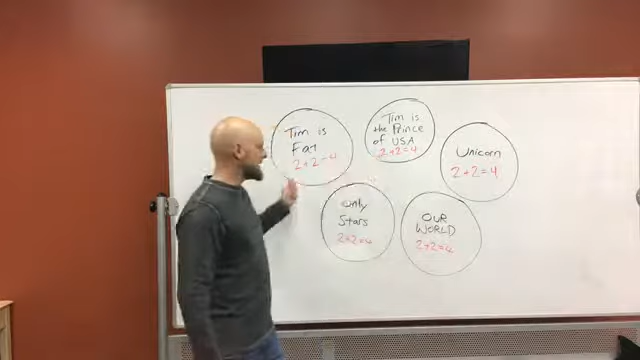 Tim is
Fat
2+2=4
Tim is
the Prince
of USA
2+2=4
Unicorn
2+2=4
Only
Stars
2+2=4
OUR
WORLD
2+2=4